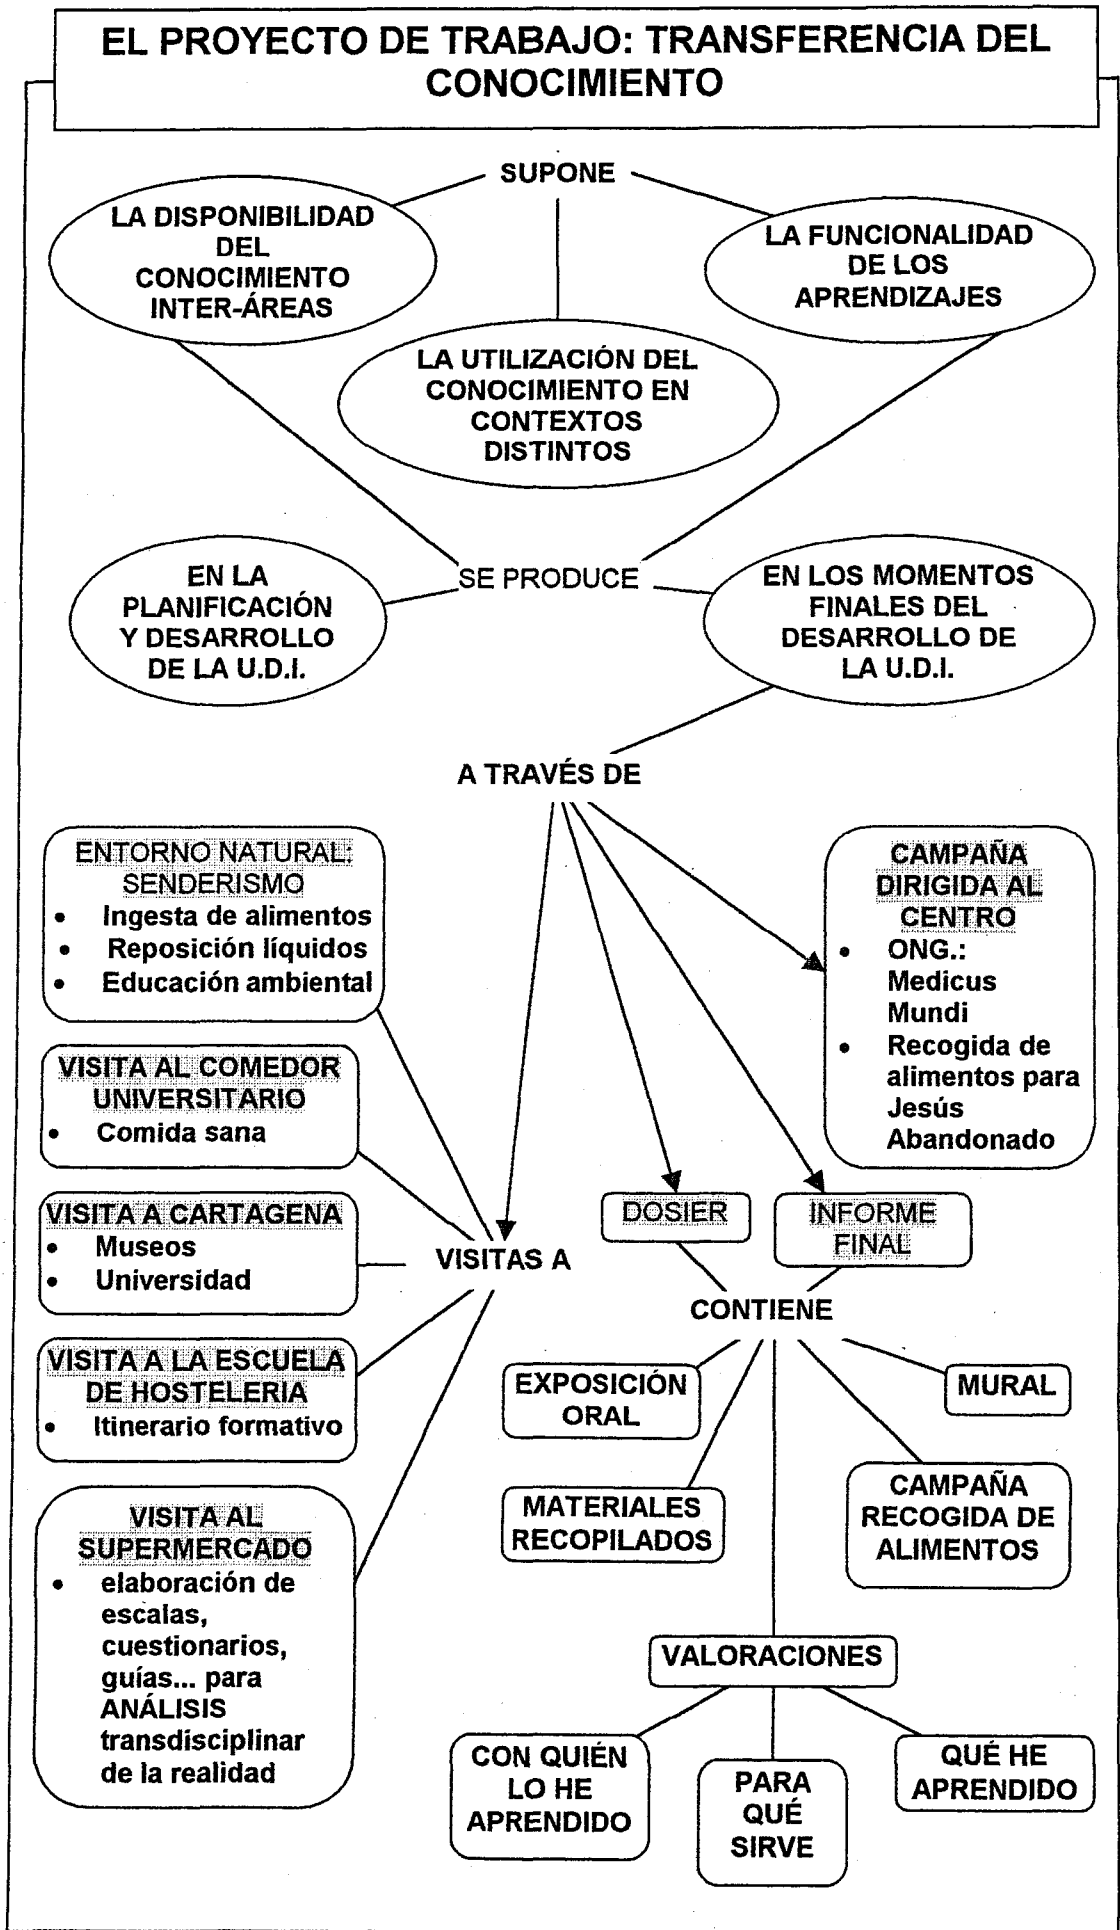 EL PROYECTO DE TRABAJO: TRANSFERENCIA DEL
CONOCIMIENTO
SUPONE
LA DISPONIBILIDAD
DEL
CONOCIMIENTO
INTER-ÁREAS
LA FUNCIONALIDAD
DE LOS
APRENDIZAJES
LA UTILIZACIÓN DEL
CONOCIMIENTO EN
CONTEXTOS
DISTINTOS
SE PRODUCE
EN LA
PLANIFICACIÓN
Y DESARROLLO
DE LA U.D.I.
EN LOS MOMENTOS
FINALES DEL
DESARROLLO DE
LA U.D.I.
A TRAVÉS DE
ENTORNO NATURAL:
SENDERISMO
• Ingesta de alimentos
• Reposición líquidos
• Educación ambiental
CAMPAÑA
DIRIGIDA AL
CENTRO
• ONG.:
Medicus
Mundi
• Recogida de
alimentos para
Jesús
Abandonado
VISITA AL COMEDOR
UNIVERSITARIO
• Comida sana
VISITA A CARTAGENA
• Museos
• Universidad
VISITAS A
DOSIER
INFORME
FINAL
CONTIENE
VISITA A LA ESCUELA
DE HOSTELERIA
• Itinerario formativo
EXPOSICIÓN
ORAL
MURAL
MATERIALES
RECOPILADOS
CAMPAÑA
RECOGIDA DE
ALIMENTOS
VISITA AL
SUPERMERCADO
• elaboración de
escalas,
cuestionarios,
guías... para
ANÁLISIS
transdisciplinar
de la realidad
VALORACIONES
CON QUIÉN
LO HE
APRENDIDO
PARA
QUÉ
SIRVE
QUÉ HE
APRENDIDO